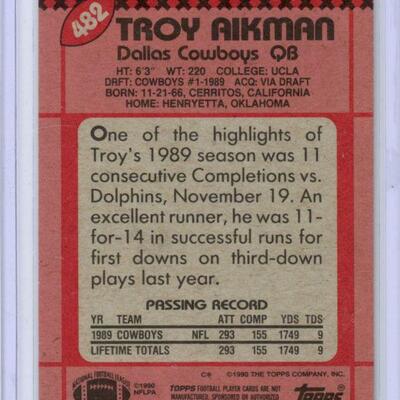 482
TROY AIKMAN
Dallas Cowboys QB
HT: 6'3" WT: 220 COLLEGE: UCLA
DRFT: COWBOYS #1-1989 ACQ: VIA DRAFT
BORN: 11-21-66, CERRITOS, CALIFORNIA
HOME: HENRYETTA, OKLAHOMA
One of the highlights of
Troy's 1989 season was 11
consecutive Completions vs.
Dolphins, November 19. An
excellent runner, he was 11-
for-14 in successful runs for
first downs on third-down
plays last year.
PASSING RECORD
YR TEAM ATT COMP YDS TDS
1989 COWBOYS NFL 293 155 1749 9
LIFETIME TOTALS 293 155 1749 9
C* ©1990 THE TOPPS COMPANY, INC.
©1990
NFLPA
TOPPS FOOTBALL PLAYER CARDS ARE NOT
TOPPS